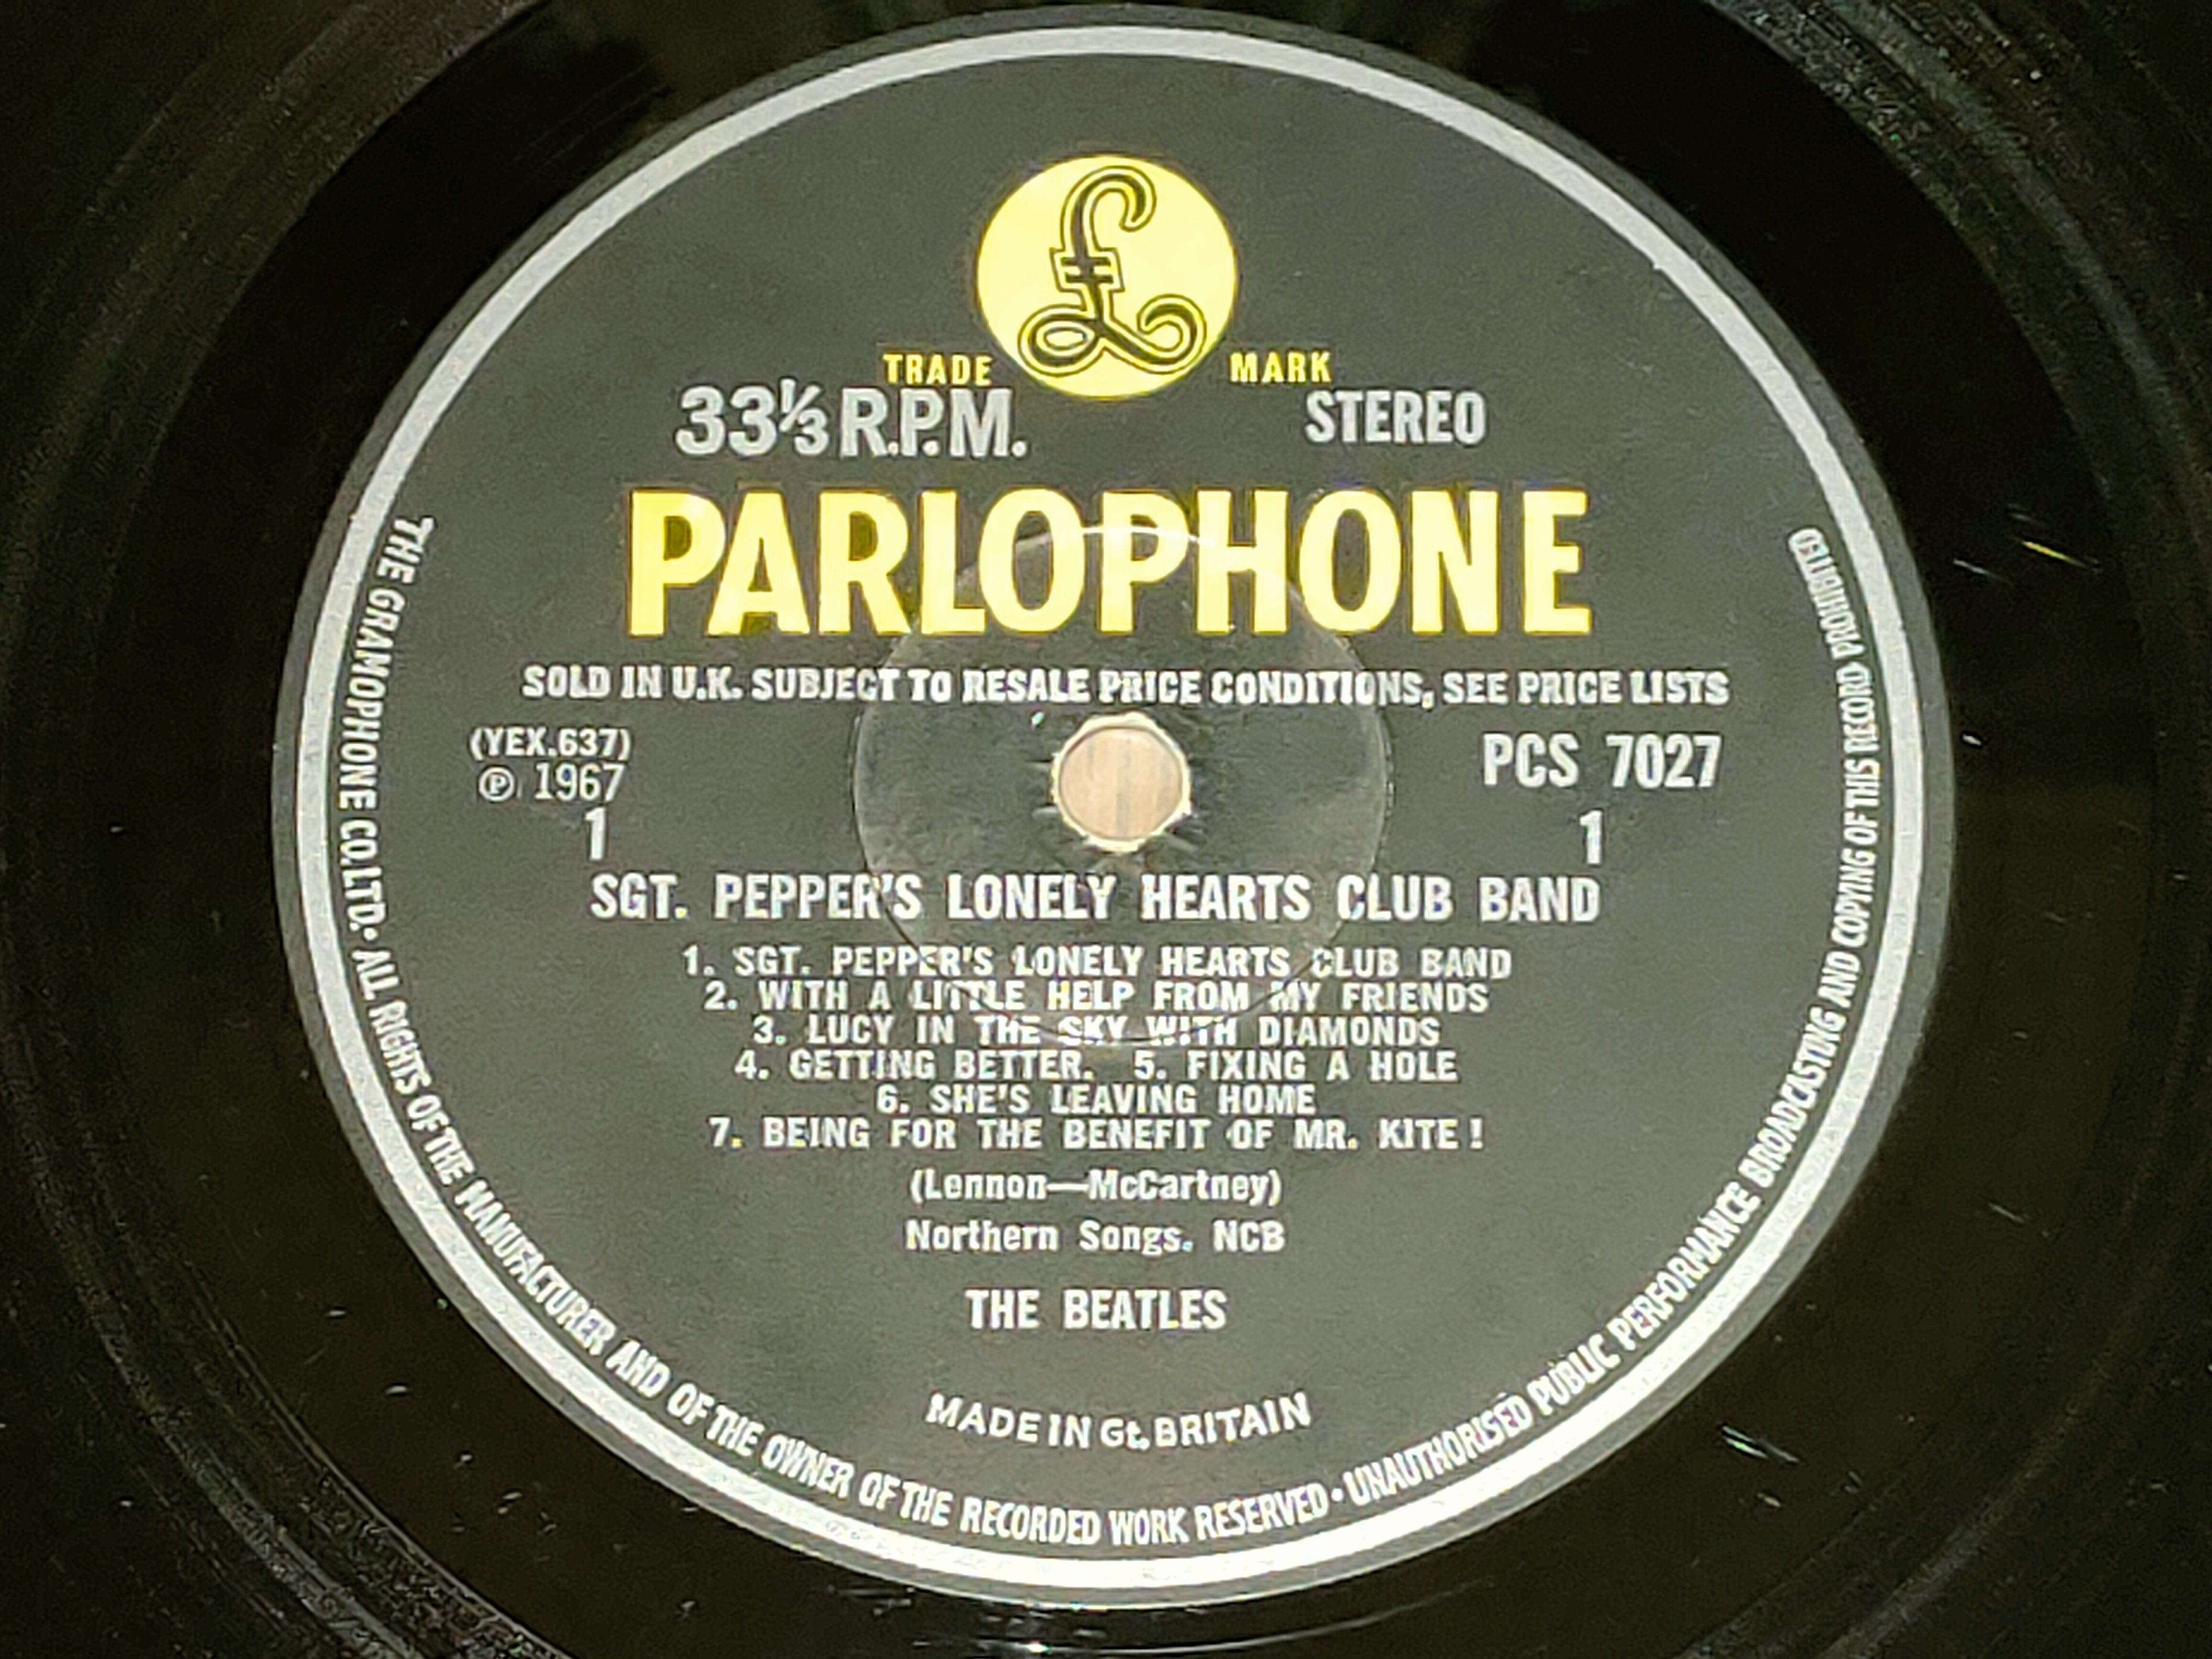 £
TRADE MARK
33⅓ R.P.M. STEREO
PARLOPHONE
SOLD IN U.K. SUBJECT TO RESALE PRICE CONDITIONS, SEE PRICE LISTS
(YEX.637) PCS 7027
℗ 1967
1 1
SGT. PEPPER'S LONELY HEARTS CLUB BAND
1. SGT. PEPPER'S LONELY HEARTS CLUB BAND
2. WITH A LITTLE HELP FROM MY FRIENDS
3. LUCY IN THE SKY WITH DIAMONDS
4. GETTING BETTER. 5. FIXING A HOLE
6. SHE'S LEAVING HOME
7. BEING FOR THE BENEFIT OF MR. KITE !
(Lennon—McCartney)
Northern Songs. NCB
THE BEATLES
MADE IN Gt. BRITAIN
THE GRAMOPHONE CO. LTD. • ALL RIGHTS OF THE MANUFACTURER AND OF THE OWNER OF THE RECORDED WORK RESERVED • UNAUTHORISED PUBLIC PERFORMANCE BROADCASTING AND COPYING OF THIS RECORD PROHIBITED